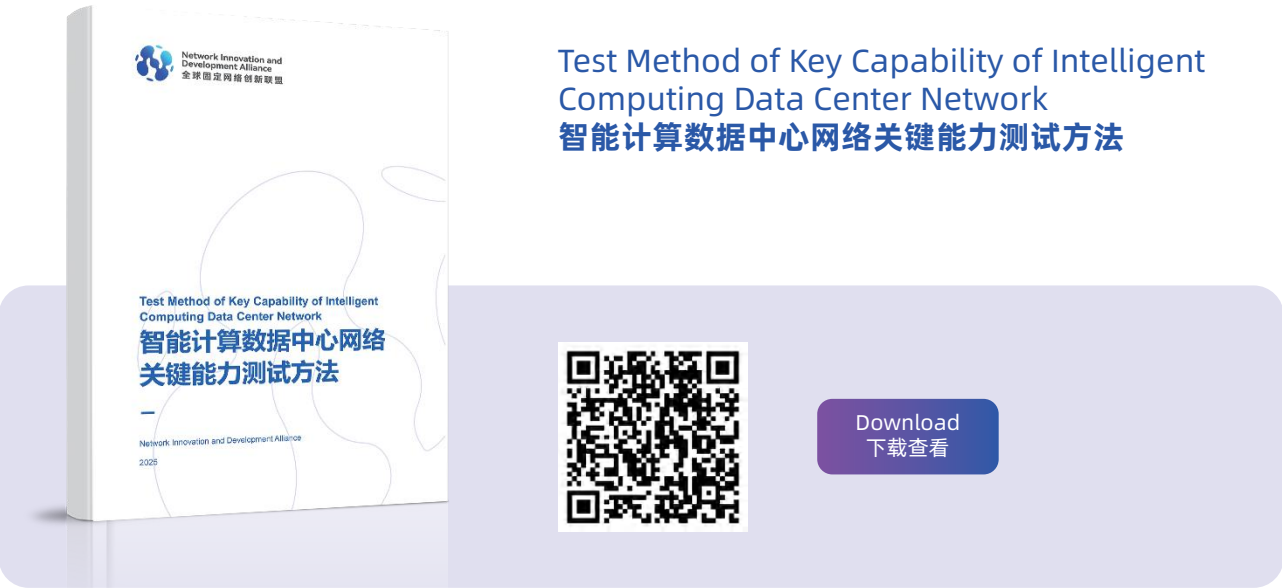 Network Innovation and
Development Alliance
全球固定网络创新联盟
Test Method of Key Capability of Intelligent
Computing Data Center Network
智能计算数据中心网络
关键能力测试方法
Network Innovation and Development Alliance
2025
Test Method of Key Capability of Intelligent
Computing Data Center Network
智能计算数据中心网络关键能力测试方法
Download
下载查看